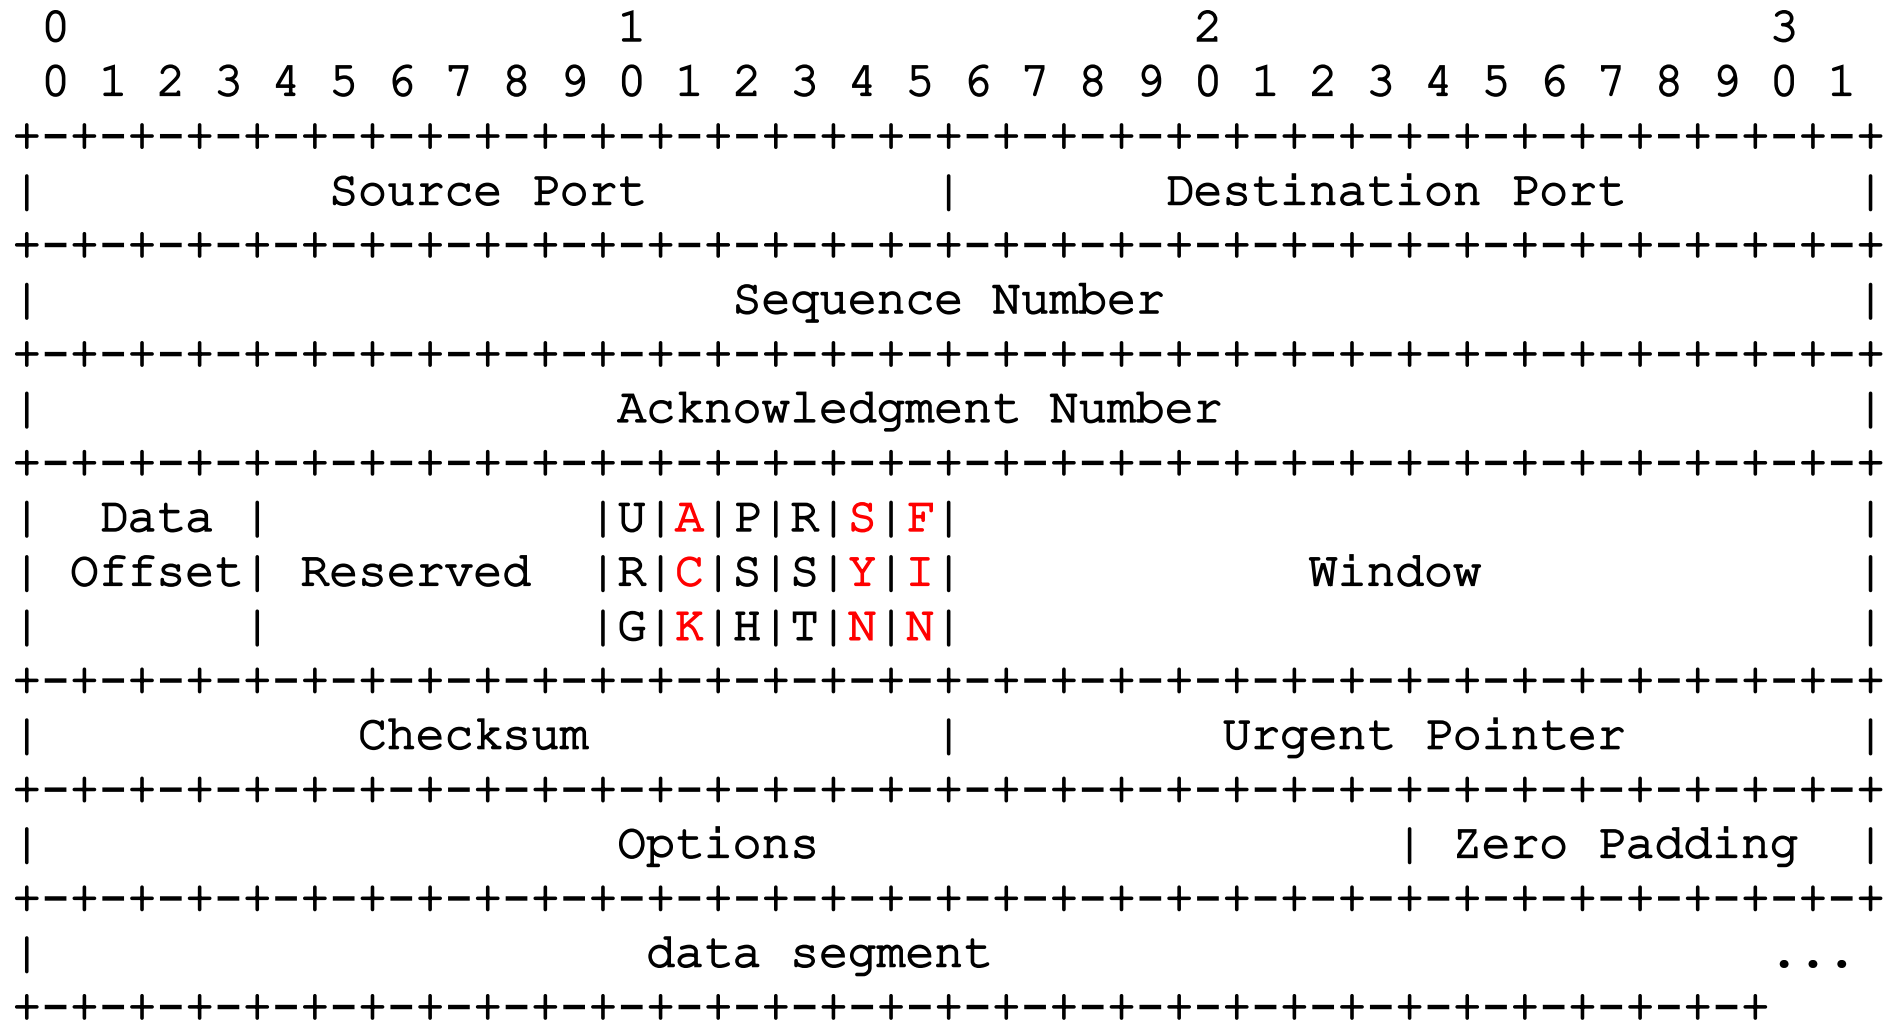 0                   1                   2                   3
 0 1 2 3 4 5 6 7 8 9 0 1 2 3 4 5 6 7 8 9 0 1 2 3 4 5 6 7 8 9 0 1
+-+-+-+-+-+-+-+-+-+-+-+-+-+-+-+-+-+-+-+-+-+-+-+-+-+-+-+-+-+-+-+-+
|          Source Port          |       Destination Port        |
+-+-+-+-+-+-+-+-+-+-+-+-+-+-+-+-+-+-+-+-+-+-+-+-+-+-+-+-+-+-+-+-+
|                        Sequence Number                        |
+-+-+-+-+-+-+-+-+-+-+-+-+-+-+-+-+-+-+-+-+-+-+-+-+-+-+-+-+-+-+-+-+
|                    Acknowledgment Number                      |
+-+-+-+-+-+-+-+-+-+-+-+-+-+-+-+-+-+-+-+-+-+-+-+-+-+-+-+-+-+-+-+-+
|  Data |           |U|A|P|R|S|F|                               |
| Offset| Reserved  |R|C|S|S|Y|I|            Window             |
|       |           |G|K|H|T|N|N|                               |
+-+-+-+-+-+-+-+-+-+-+-+-+-+-+-+-+-+-+-+-+-+-+-+-+-+-+-+-+-+-+-+-+
|           Checksum            |         Urgent Pointer        |
+-+-+-+-+-+-+-+-+-+-+-+-+-+-+-+-+-+-+-+-+-+-+-+-+-+-+-+-+-+-+-+-+
|                    Options                    | Zero Padding  |
+-+-+-+-+-+-+-+-+-+-+-+-+-+-+-+-+-+-+-+-+-+-+-+-+-+-+-+-+-+-+-+-+
|                     data segment                           ...
+-+-+-+-+-+-+-+-+-+-+-+-+-+-+-+-+-+-+-+-+-+-+-+-+-+-+-+-+-+-+